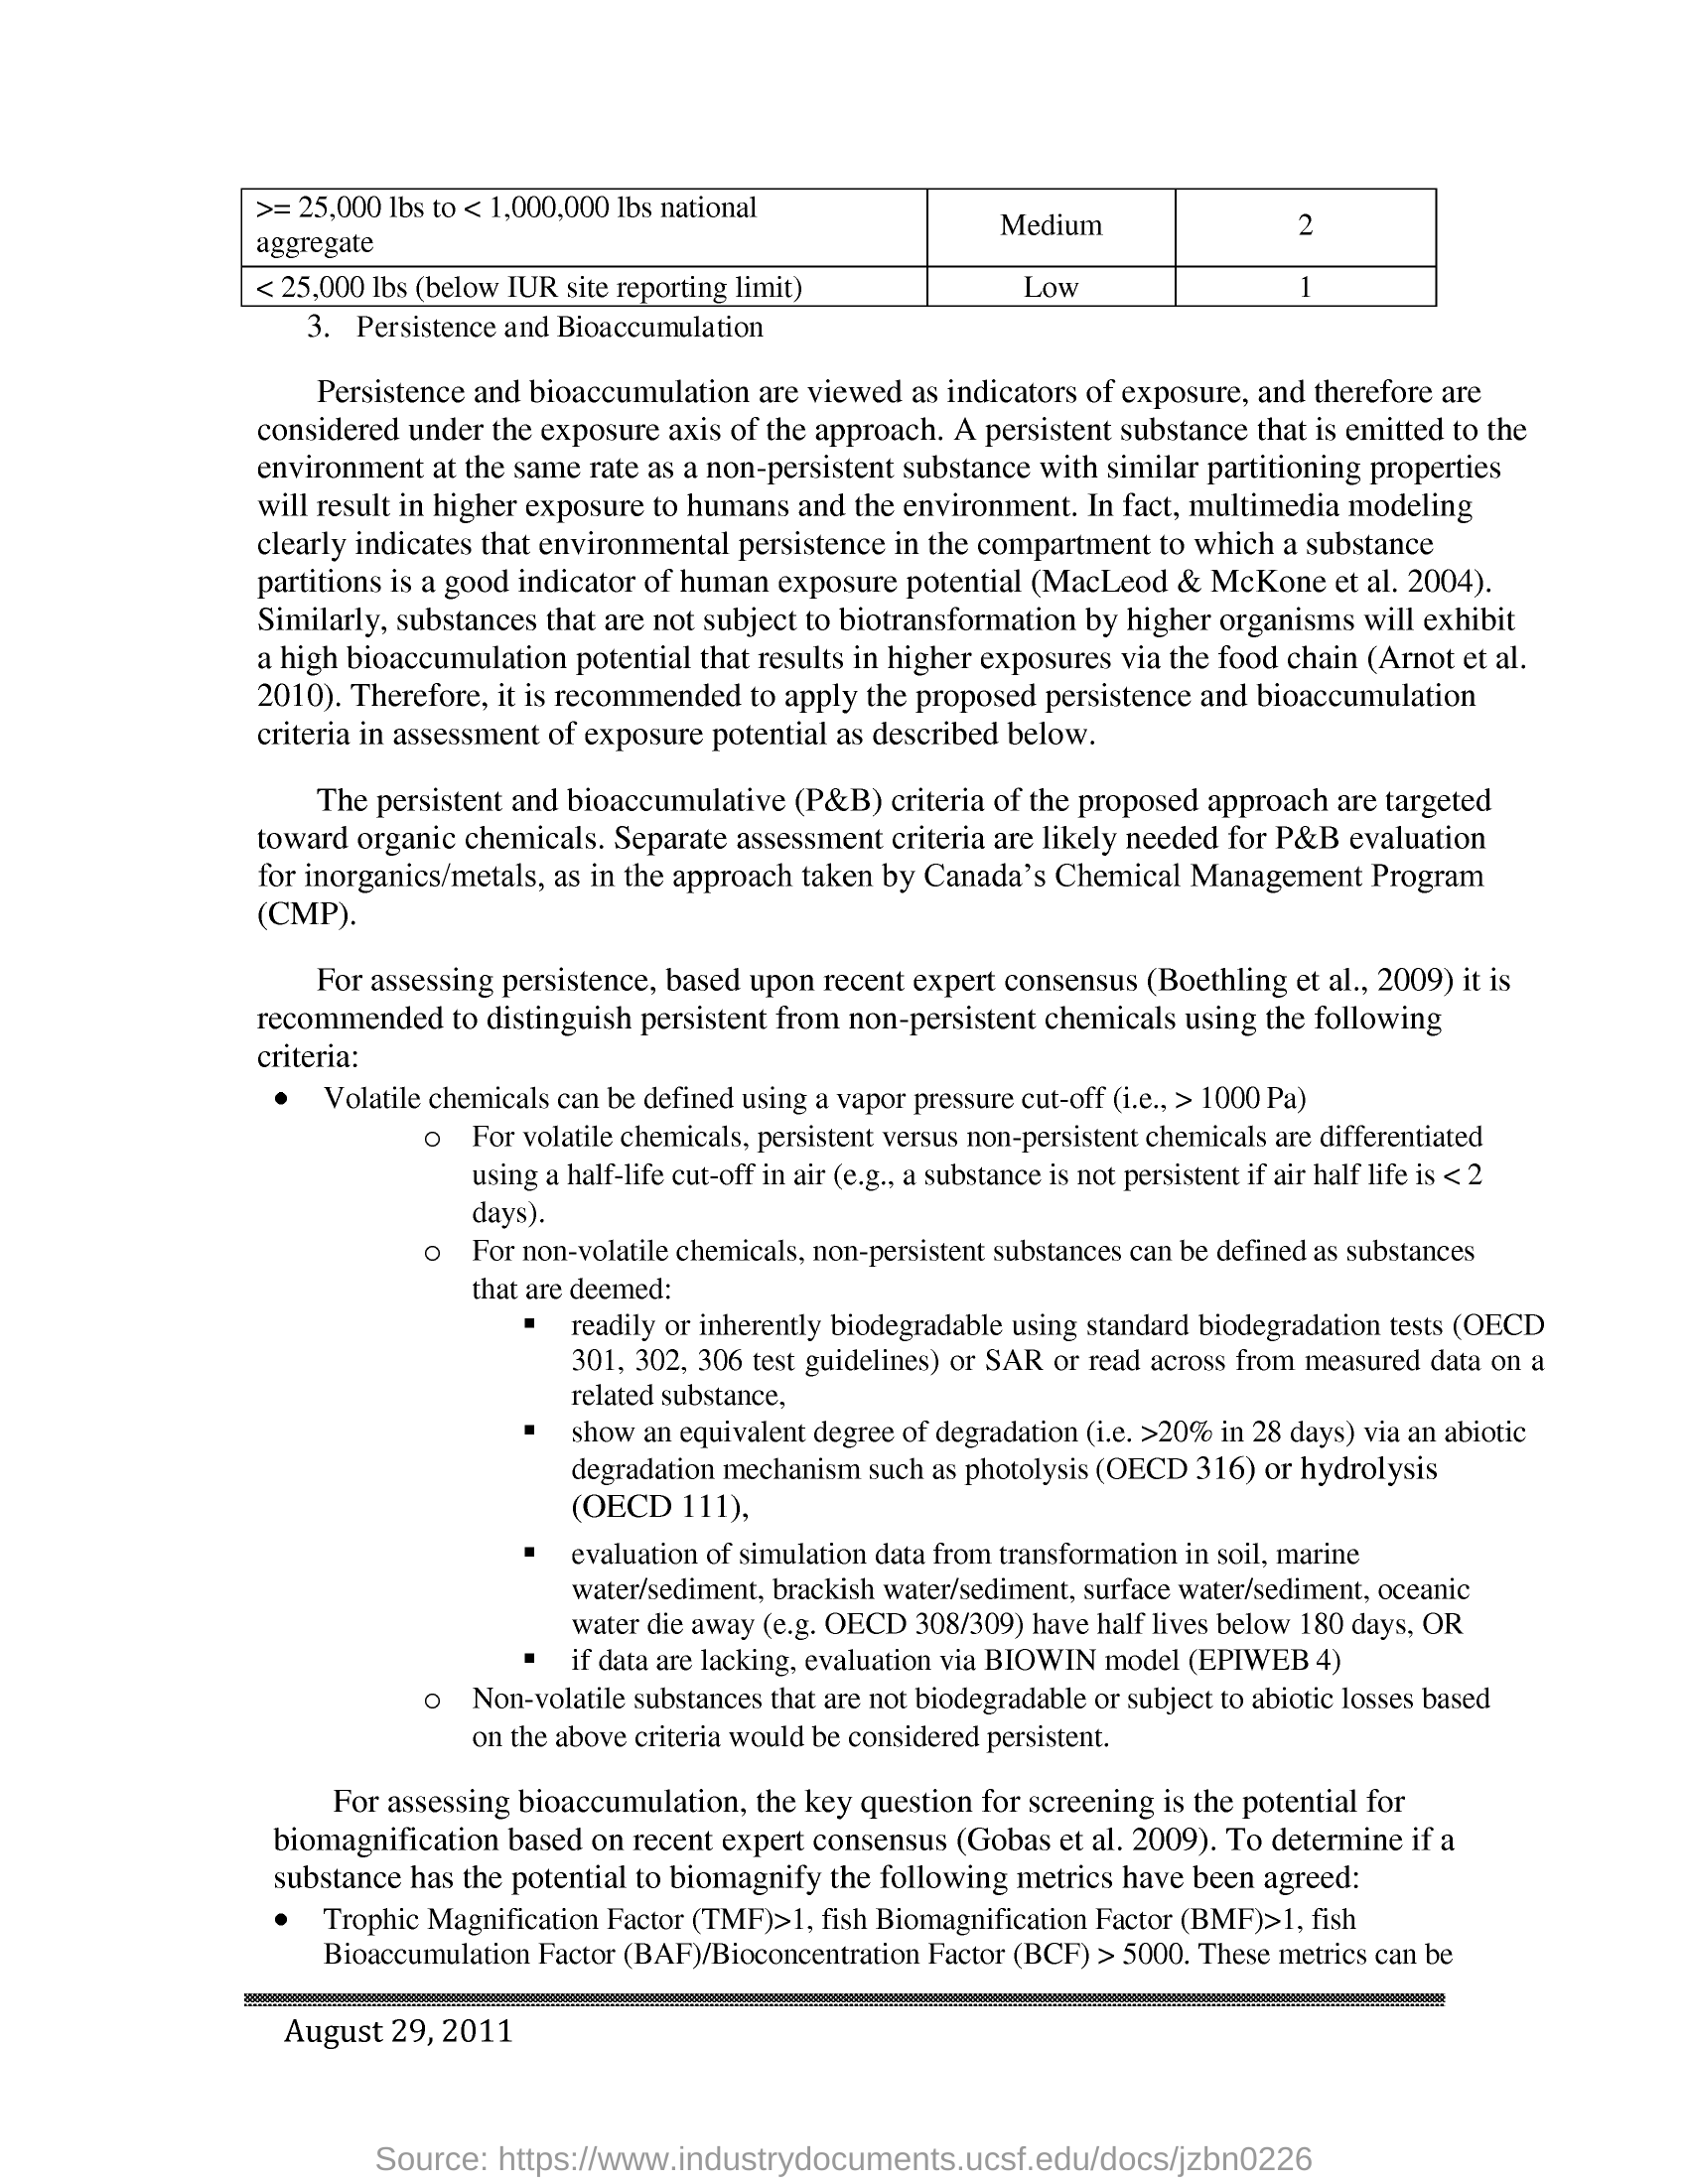 >= 25,000 lbs to < 1,000,000 lbs national
aggregate
Medium
2
< 25,000 lbs (below IUR site reporting limit)
Low
1
3. Persistence and Bioaccumulation
Persistence and bioaccumulation are viewed as indicators of exposure, and therefore are
considered under the exposure axis of the approach. A persistent substance that is emitted to the
environment at the same rate as a non-persistent substance with similar partitioning properties
will result in higher exposure to humans and the environment. In fact, multimedia modeling
clearly indicates that environmental persistence in the compartment to which a substance
partitions is a good indicator of human exposure potential (MacLeod & McKone et al. 2004).
Similarly, substances that are not subject to biotransformation by higher organisms will exhibit
a high bioaccumulation potential that results in higher exposures via the food chain (Arnot et al.
2010). Therefore, it is recommended to apply the proposed persistence and bioaccumulation
criteria in assessment of exposure potential as described below.
The persistent and bioaccumulative (P&B) criteria of the proposed approach are targeted
toward organic chemicals. Separate assessment criteria are likely needed for P&B evaluation
for inorganics/metals, as in the approach taken by Canada's Chemical Management Program
(CMP).
For assessing persistence, based upon recent expert consensus (Boethling et al., 2009) it is
recommended to distinguish persistent from non-persistent chemicals using the following
criteria:
• Volatile chemicals can be defined using a vapor pressure cut-off (i.e., > 1000 Pa)
o For volatile chemicals, persistent versus non-persistent chemicals are differentiated
using a half-life cut-off in air (e.g., a substance is not persistent if air half life is < 2
days).
o For non-volatile chemicals, non-persistent substances can be defined as substances
that are deemed:
▪ readily or inherently biodegradable using standard biodegradation tests (OECD
301, 302, 306 test guidelines) or SAR or read across from measured data on a
related substance,
▪ show an equivalent degree of degradation (i.e. >20% in 28 days) via an abiotic
degradation mechanism such as photolysis (OECD 316) or hydrolysis
(OECD 111),
▪ evaluation of simulation data from transformation in soil, marine
water/sediment, brackish water/sediment, surface water/sediment, oceanic
water die away (e.g. OECD 308/309) have half lives below 180 days, OR
▪ if data are lacking, evaluation via BIOWIN model (EPIWEB 4)
o Non-volatile substances that are not biodegradable or subject to abiotic losses based
on the above criteria would be considered persistent.
For assessing bioaccumulation, the key question for screening is the potential for
biomagnification based on recent expert consensus (Gobas et al. 2009). To determine if a
substance has the potential to biomagnify the following metrics have been agreed:
• Trophic Magnification Factor (TMF)>1, fish Biomagnification Factor (BMF)>1, fish
Bioaccumulation Factor (BAF)/Bioconcentration Factor (BCF) > 5000. These metrics can be
August 29, 2011
Source: https://www.industrydocuments.ucsf.edu/docs/jzbn0226